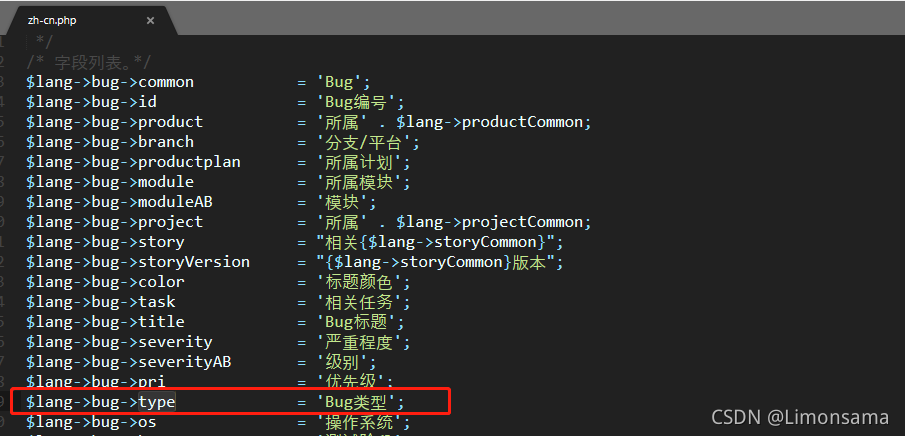 zh-cn.php ×
*/
/* 字段列表。*/
$lang->bug->common = 'Bug';
$lang->bug->id = 'Bug编号';
$lang->bug->product = '所属' . $lang->productCommon;
$lang->bug->branch = '分支/平台';
$lang->bug->productplan = '所属计划';
$lang->bug->module = '所属模块';
$lang->bug->moduleAB = '模块';
$lang->bug->project = '所属' . $lang->projectCommon;
$lang->bug->story = "相关{$lang->storyCommon}";
$lang->bug->storyVersion = "{$lang->storyCommon}版本";
$lang->bug->color = '标题颜色';
$lang->bug->task = '相关任务';
$lang->bug->title = 'Bug标题';
$lang->bug->severity = '严重程度';
$lang->bug->severityAB = '级别';
$lang->bug->pri = '优先级';
$lang->bug->type = 'Bug类型';
$lang->bug->os = '操作系统';
CSDN @Limonsama